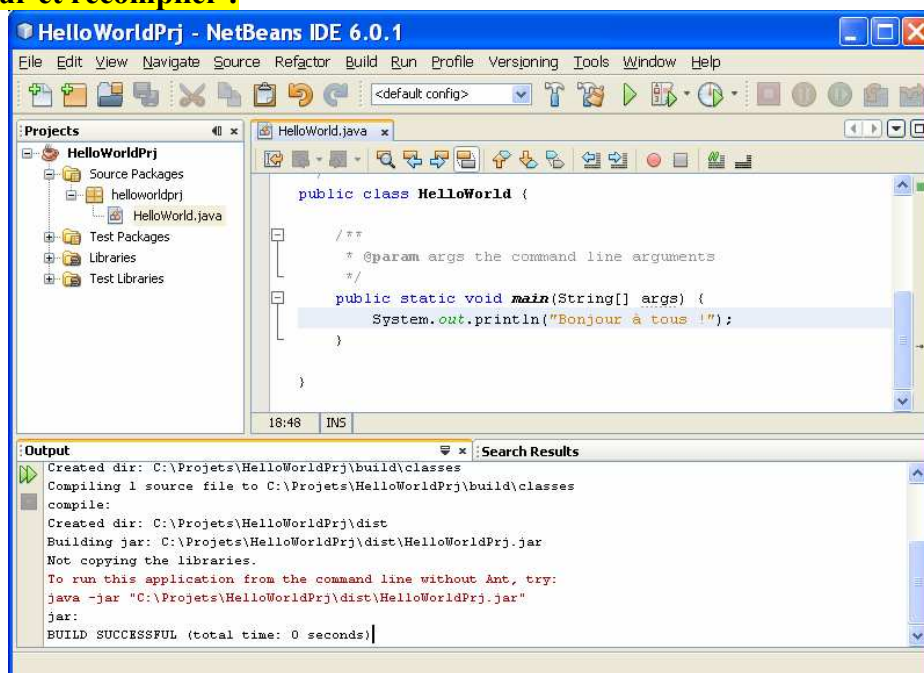 ar et recompiler :
HelloWorldPrj - NetBeans IDE 6.0.1
File Edit View Navigate Source Refactor Build Run Profile Versioning Tools Window Help
<default config>
Projects
HelloWorld.java
HelloWorldPrj
Source Packages
helloworldprj
HelloWorld.java
Test Packages
Libraries
Test Libraries
public class HelloWorld {
/**
* @param args the command line arguments
*/
public static void main(String[] args) {
System.out.println("Bonjour à tous !");
}
}
18:48 INS
Output
Search Results
Created dir: C:\Projets\HelloWorldPrj\build\classes
Compiling 1 source file to C:\Projets\HelloWorldPrj\build\classes
compile:
Created dir: C:\Projets\HelloWorldPrj\dist
Building jar: C:\Projets\HelloWorldPrj\dist\HelloWorldPrj.jar
Not copying the libraries.
To run this application from the command line without Ant, try:
java -jar "C:\Projets\HelloWorldPrj\dist\HelloWorldPrj.jar"
jar:
BUILD SUCCESSFUL (total time: 0 seconds)